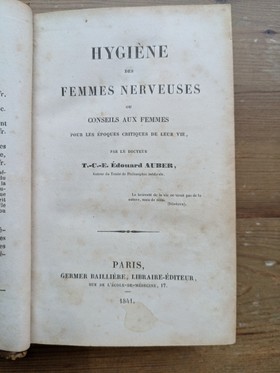 HYGIÈNE
DES
FEMMES NERVEUSES
OU
CONSEILS AUX FEMMES
POUR LES ÉPOQUES CRITIQUES DE LEUR VIE,
PAR LE DOCTEUR
T.-C.-E. Édouard AUBER,
Auteur du Traité de Philosophie médicale.
PARIS,
GERMER BAILLIÈRE, LIBRAIRE-ÉDITEUR,
RUE DE L'ÉCOLE-DE-MÉDECINE, 17.
1841.